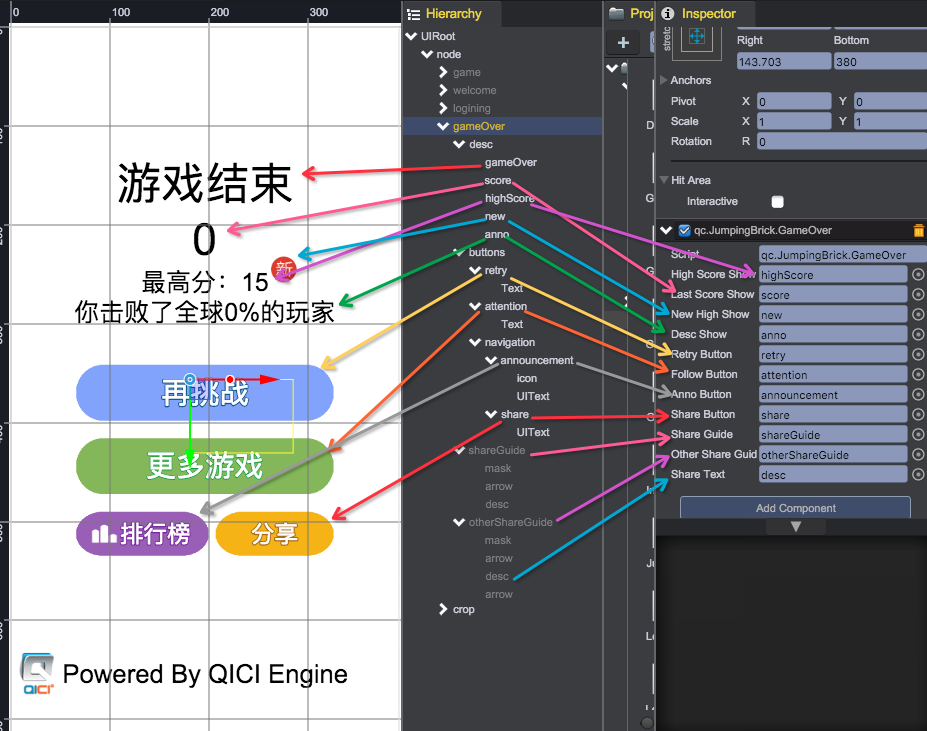 0
100
200
300
游戏结束
0
最高分：15
新
你击败了全球0%的玩家
再挑战
更多游戏
排行榜
分享
QICI
Powered By QICI Engine
Hierarchy
UIRoot
node
game
welcome
logining
gameOver
desc
gameOver
score
highScore
new
anno
buttons
retry
Text
attention
Text
navigation
announcement
icon
UIText
share
UIText
shareGuide
mask
arrow
desc
otherShareGuide
mask
arrow
arrow
desc
arrow
crop
Proj
+
Inspector
stretc
Right
Bottom
143.703
380
Anchors
Pivot X 0 Y 0
Scale X 1 Y 1
Rotation R 0
Hit Area
Interactive
qc.JumpingBrick.GameOver
Script qc.JumpingBrick.GameOver
High Score Show highScore
Last Score Show score
New High Show new
Desc Show anno
Retry Button retry
Follow Button attention
Anno Button announcement
Share Button share
Share Guide shareGuide
Other Share Guid otherShareGuide
Share Text desc
Add Component